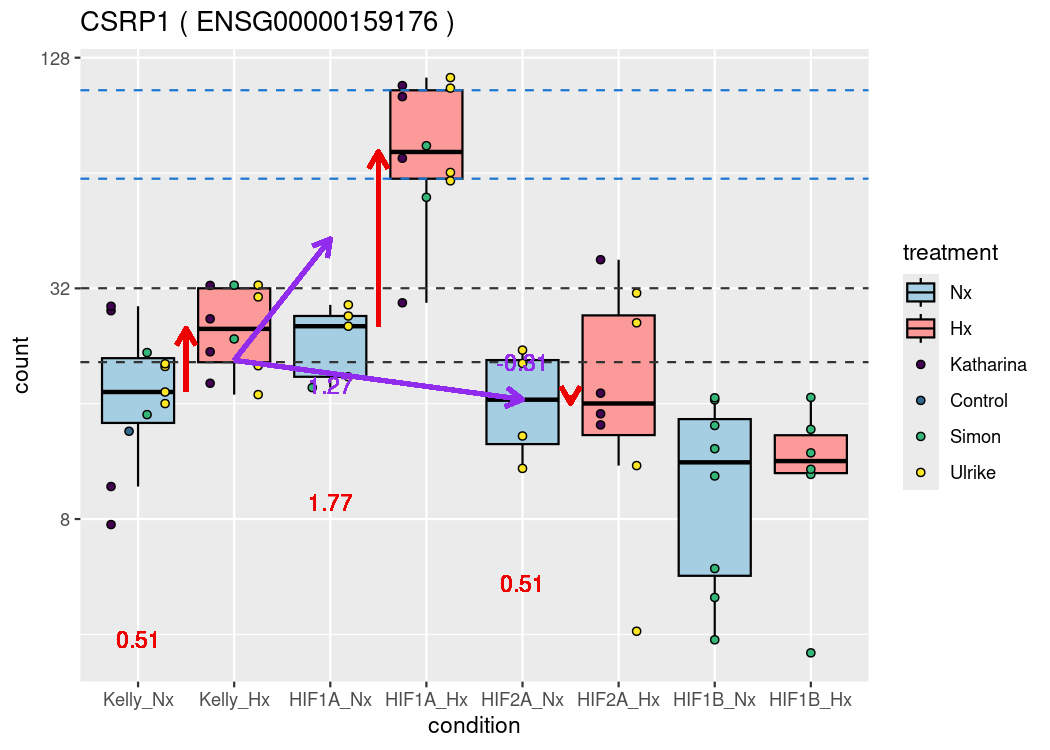 CSRP1 ( ENSG00000159176 )
128
32
8
count
-0.31
1.27
1.77
0.51
0.51
Kelly_Nx Kelly_Hx HIF1A_Nx HIF1A_Hx HIF2A_Nx HIF2A_Hx HIF1B_Nx HIF1B_Hx
condition
treatment
Nx
Hx
Katharina
Control
Simon
Ulrike